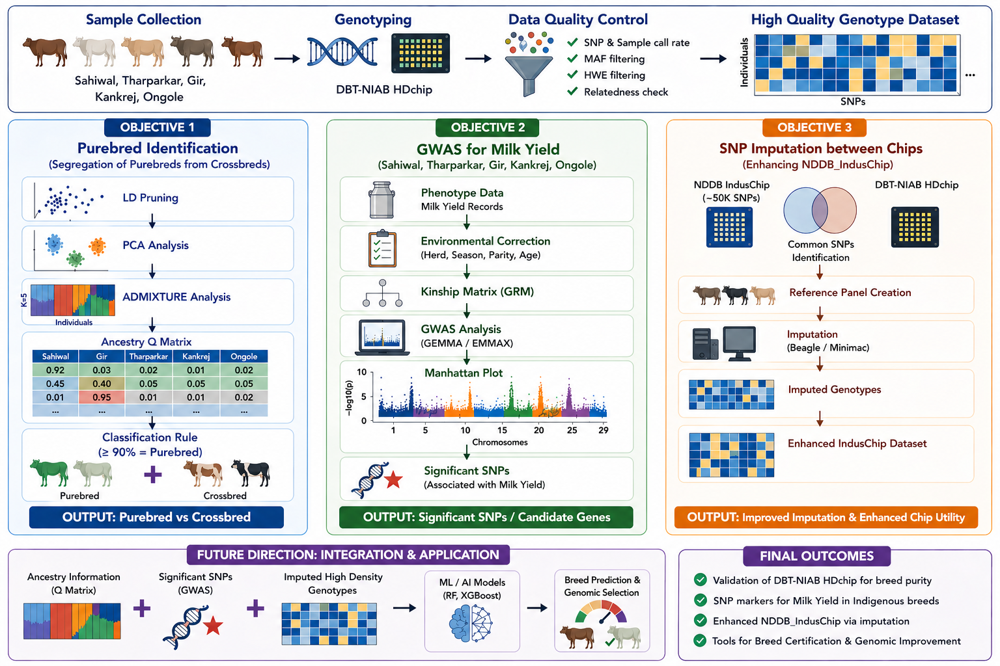 Sample Collection
Sahiwal, Tharparkar, Gir,
Kankrej, Ongole
Genotyping
DBT-NIAB HDchip
Data Quality Control
SNP & Sample call rate
MAF filtering
HWE filtering
Relatedness check
High Quality Genotype Dataset
Individuals
...
SNPs
OBJECTIVE 1
Purebred Identification
(Segregation of Purebreds from Crossbreds)
LD Pruning
PCA Analysis
K=5
ADMIXTURE Analysis
Individuals
Ancestry Q Matrix
Sahiwal Gir Tharparkar Kankrej Ongole
0.92 0.03 0.02 0.01 0.02
0.45 0.40 0.05 0.05 0.05
0.01 0.95 0.01 0.01 0.02
... ... ... ... ...
Classification Rule
(≥ 90% = Purebred)
Purebred
Crossbred
OUTPUT: Purebred vs Crossbred
OBJECTIVE 2
GWAS for Milk Yield
(Sahiwal, Tharparkar, Gir, Kankrej, Ongole)
Phenotype Data
Milk Yield Records
Environmental Correction
(Herd, Season, Parity, Age)
Kinship Matrix (GRM)
GWAS Analysis
(GEMMA / EMMAX)
Manhattan Plot
−log10(p)
10
5
0
1 5 10 15 20 25 29
Chromosomes
Significant SNPs
(Associated with Milk Yield)
OUTPUT: Significant SNPs / Candidate Genes
OBJECTIVE 3
SNP Imputation between Chips
(Enhancing NDDB_IndusChip)
NDDB IndusChip
(~50K SNPs)
DBT-NIAB HDchip
Common SNPs
Identification
Reference Panel Creation
Imputation
(Beagle / Minimac)
Imputed Genotypes
Enhanced IndusChip Dataset
OUTPUT: Improved Imputation & Enhanced Chip Utility
FUTURE DIRECTION: INTEGRATION & APPLICATION
Ancestry Information
(Q Matrix)
Significant SNPs
(GWAS)
Imputed High Density
Genotypes
ML / AI Models
(RF, XGBoost)
Breed Prediction &
Genomic Selection
FINAL OUTCOMES
Validation of DBT-NIAB HDchip for breed purity
SNP markers for Milk Yield in Indigenous breeds
Enhanced NDDB_IndusChip via imputation
Tools for Breed Certification & Genomic Improvement